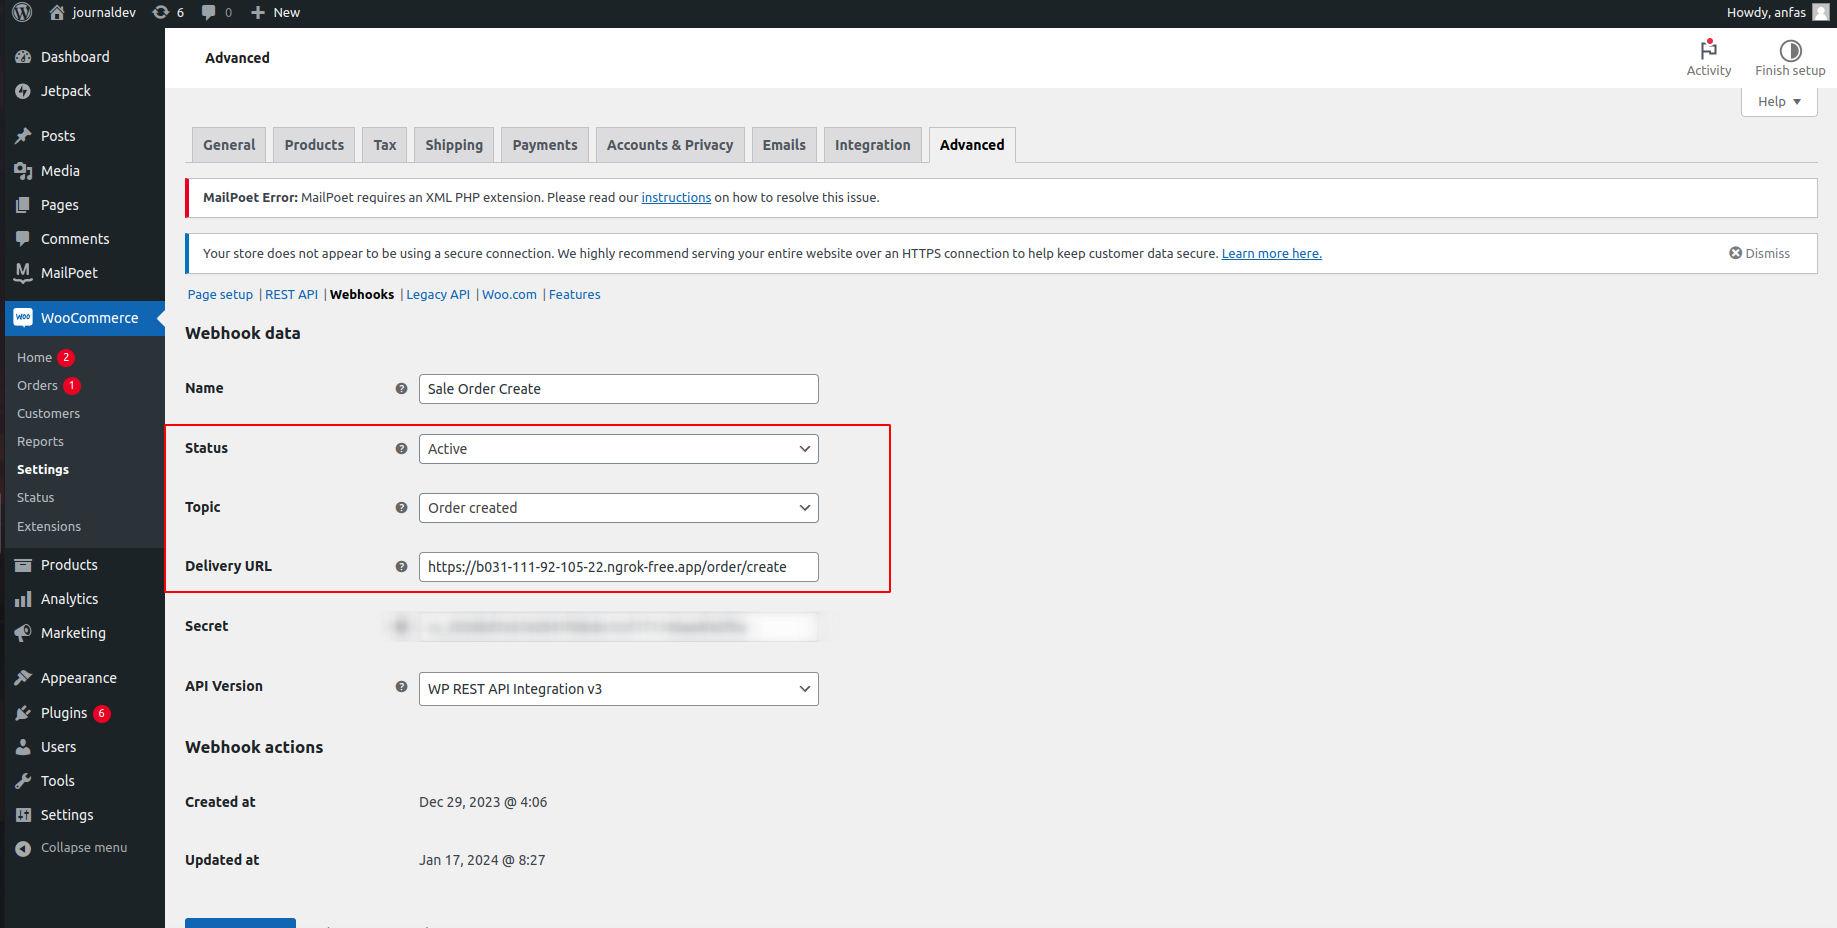 journaldev 6 0 New Howdy, anfas
Dashboard
Jetpack
Posts
Media
Pages
Comments
MailPoet
WooCommerce
Home 2
Orders 1
Customers
Reports
Settings
Status
Extensions
Products
Analytics
Marketing
Appearance
Plugins 6
Users
Tools
Settings
Collapse menu
Advanced
Activity
Finish setup
Help
General Products Tax Shipping Payments Accounts & Privacy Emails Integration Advanced
MailPoet Error: MailPoet requires an XML PHP extension. Please read our instructions on how to resolve this issue.
Your store does not appear to be using a secure connection. We highly recommend serving your entire website over an HTTPS connection to help keep customer data secure. Learn more here. Dismiss
Page setup | REST API | Webhooks | Legacy API | Woo.com | Features
Webhook data
Name Sale Order Create
Status Active
Topic Order created
Delivery URL https://b031-111-92-105-22.ngrok-free.app/order/create
Secret
API Version WP REST API Integration v3
Webhook actions
Created at Dec 29, 2023 @ 4:06
Updated at Jan 17, 2024 @ 8:27